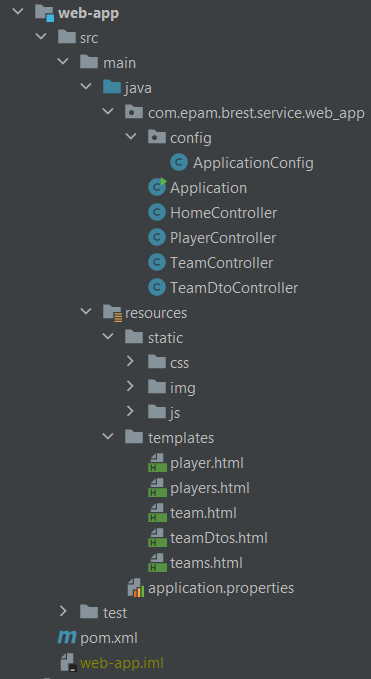 web-app
src
main
java
com.epam.brest.service.web_app
config
ApplicationConfig
Application
HomeController
PlayerController
TeamController
TeamDtoController
resources
static
css
img
js
templates
player.html
players.html
team.html
teamDtos.html
teams.html
application.properties
test
pom.xml
web-app.iml